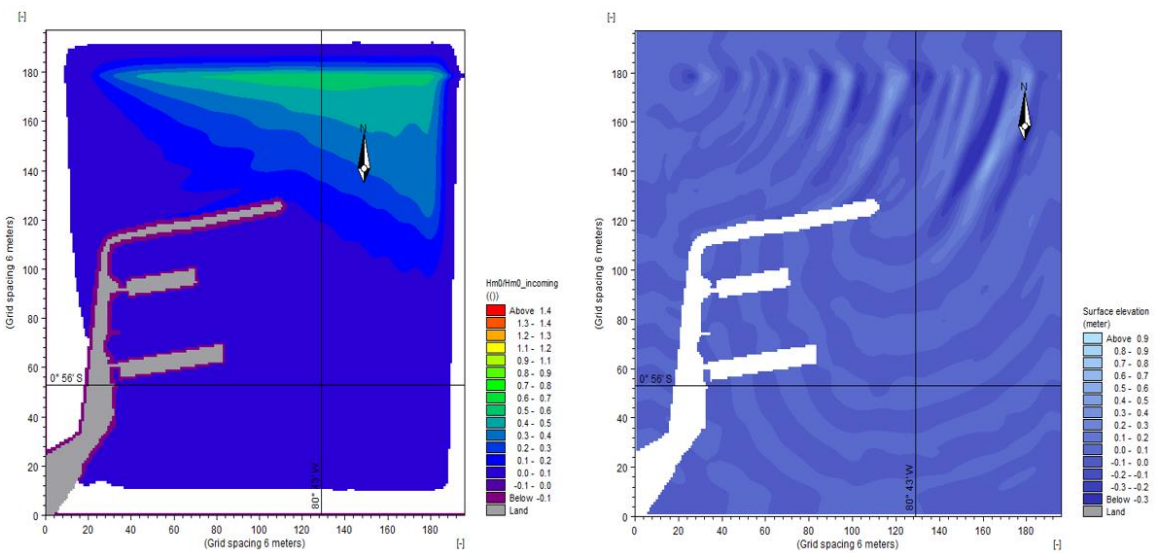 [-]
180
160
140
120
100
80
60
40
20
0
(Grid spacing 6 meters)
N
0° 56' S
80° 43' W
0 20 40 60 80 100 120 140 160 180
(Grid spacing 6 meters)
[-]
Hm0/Hm0_incoming
(())
Above 1.4
1.3 - 1.4
1.2 - 1.3
1.1 - 1.2
0.9 - 1.1
0.8 - 0.9
0.7 - 0.8
0.6 - 0.7
0.5 - 0.6
0.4 - 0.5
0.3 - 0.4
0.2 - 0.3
0.1 - 0.2
0.0 - 0.1
-0.1 - 0.0
Below -0.1
Land
[-]
180
160
140
120
100
80
60
40
20
0
(Grid spacing 6 meters)
N
0° 56' S
80° 43' W
0 20 40 60 80 100 120 140 160 180
(Grid spacing 6 meters)
[-]
Surface elevation
(meter)
Above 0.9
0.8 - 0.9
0.7 - 0.8
0.6 - 0.7
0.5 - 0.6
0.4 - 0.5
0.3 - 0.4
0.2 - 0.3
0.1 - 0.2
0.0 - 0.1
-0.1 - 0.0
-0.2 - -0.1
-0.3 - -0.2
Below -0.3
Land